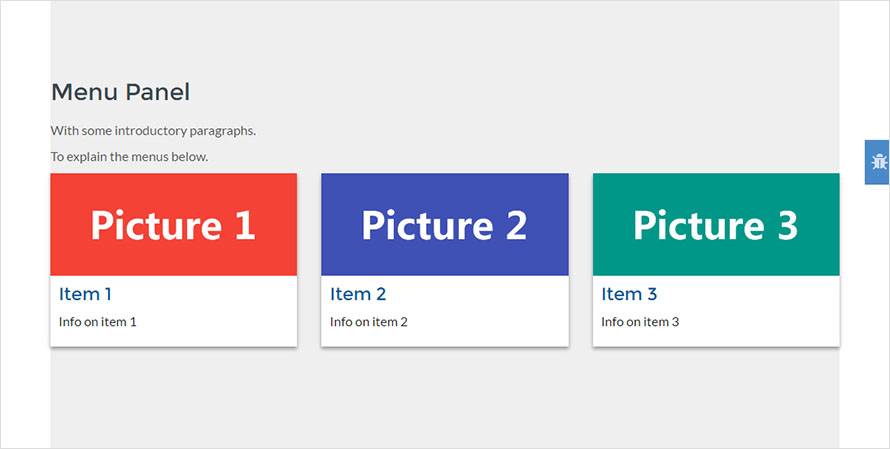 Menu Panel
With some introductory paragraphs.
To explain the menus below.
Picture 1
Picture 2
Picture 3
Item 1
Item 2
Item 3
Info on item 1
Info on item 2
Info on item 3